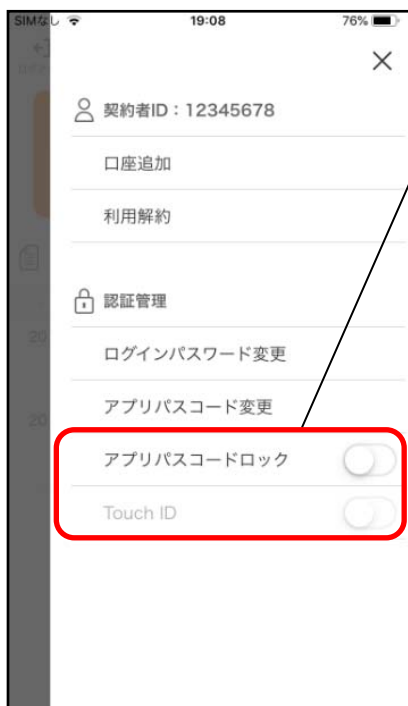 SIMなし 19:08 76%
契約者ID：12345678
口座追加
利用解約
認証管理
20
ログインパスワード変更
アプリパスコード変更
20
アプリパスコードロック
Touch ID